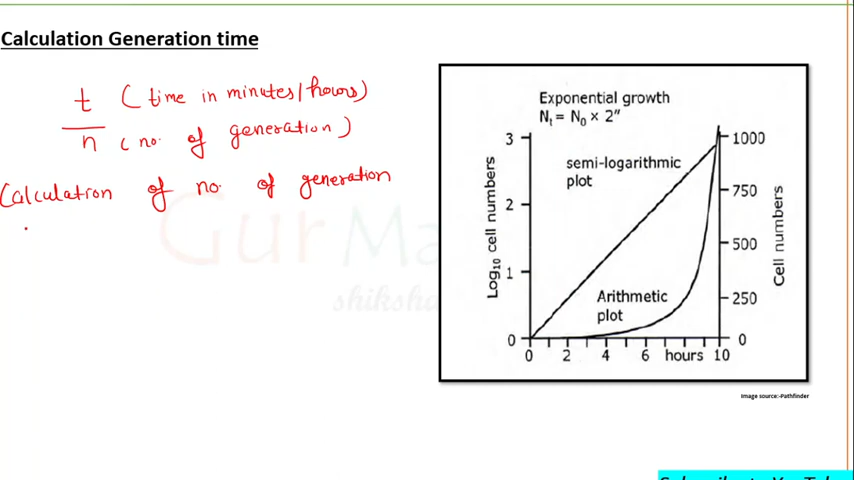 Calculation Generation time
t (time in minutes/hours)
n (no. of generation)
Calculation of no. of generation
Exponential growth
Nt = N0 × 2ⁿ
3
2
1
0
Log10 cell numbers
semi-logarithmic
plot
Arithmetic
plot
1000
750
500
250
0
Cell numbers
0 2 4 6 hours 10
Image source:-Pathfinder
shiksha